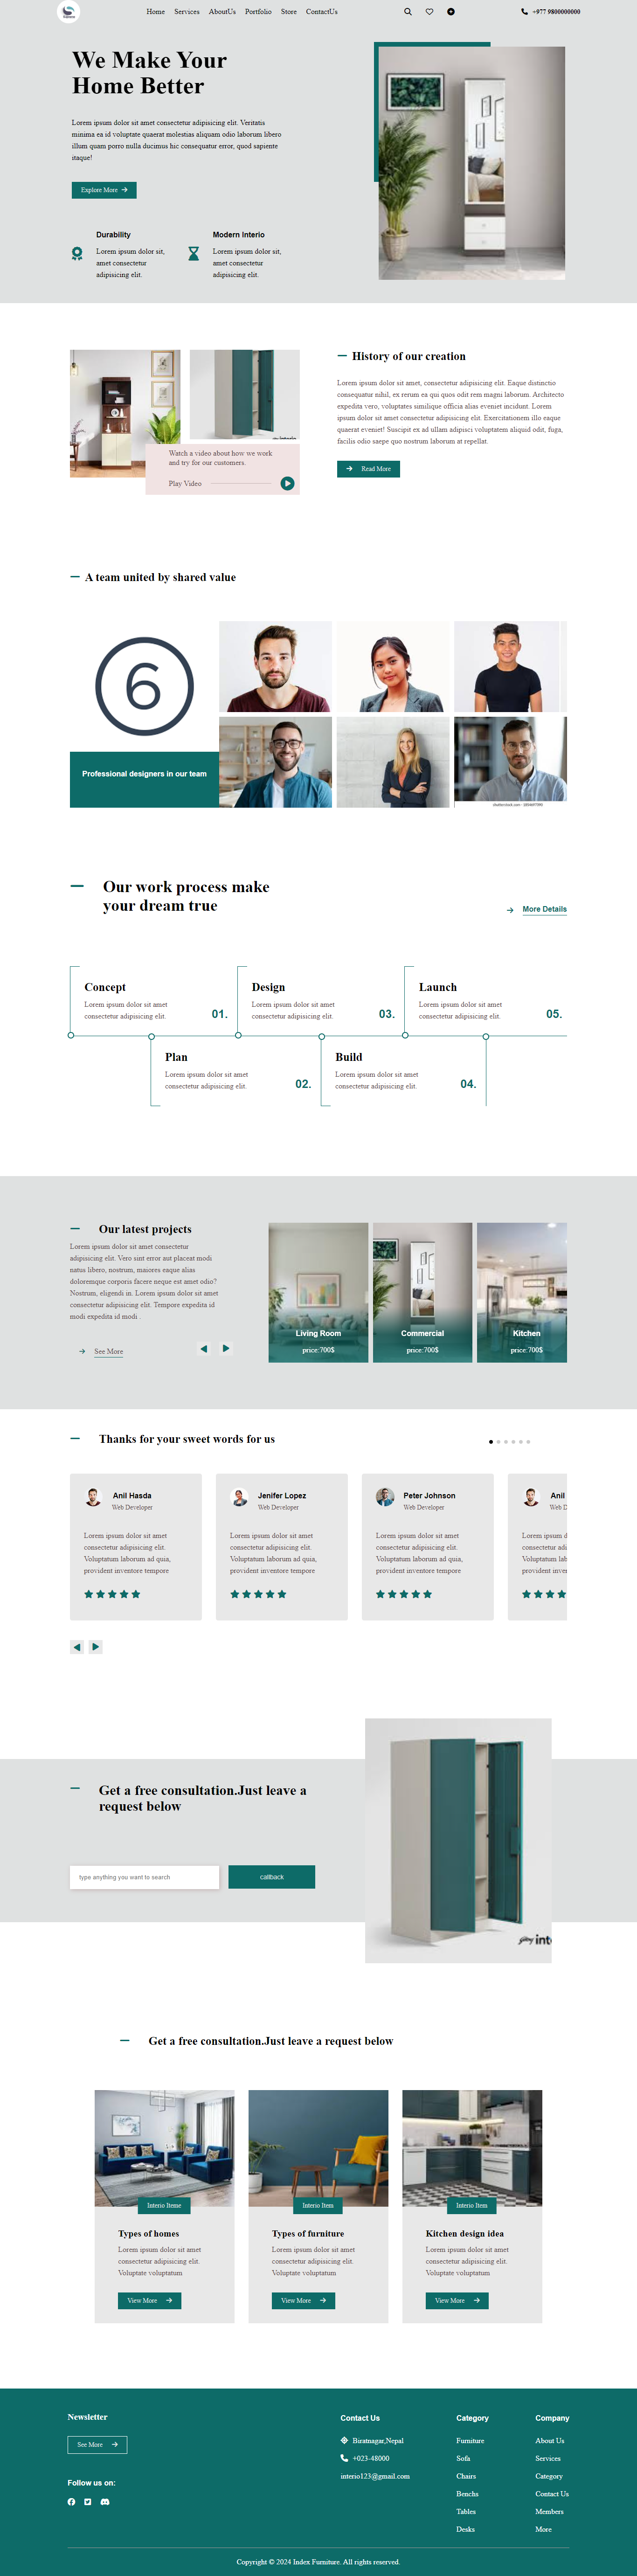 Home Services AboutUs Portfolio Store ContactUs
+977 9800000000
We Make Your
Home Better
Lorem ipsum dolor sit amet consectetur adipisicing elit. Veritatis
minima ea id voluptate quaerat molestias aliquam odio laborum libero
illum quam porro nulla ducimus hic consequatur error, quod sapiente
itaque!
Explore More
Durability
Lorem ipsum dolor sit,
amet consectetur
adipisicing elit.
Modern Interio
Lorem ipsum dolor sit,
amet consectetur
adipisicing elit.
Watch a video about how we work
and try for our customers.
Play Video
History of our creation
Lorem ipsum dolor sit amet, consectetur adipisicing elit. Eaque distinctio
consequatur nihil, ex rerum ea qui quos odit rem magni laborum. Architecto
expedita vero, voluptates similique officia alias eveniet incidunt. Lorem
ipsum dolor sit amet consectetur adipisicing elit. Exercitationem illo eaque
quaerat eveniet! Suscipit ex ad ullam adipisci voluptatem aliquid odit, fuga,
facilis odio saepe quo nostrum laborum at repellat.
Read More
A team united by shared value
6
Professional designers in our team
Our work process make
your dream true
More Details
Concept
Lorem ipsum dolor sit amet
consectetur adipisicing elit.
01.
Design
Lorem ipsum dolor sit amet
consectetur adipisicing elit.
03.
Launch
Lorem ipsum dolor sit amet
consectetur adipisicing elit.
05.
Plan
Lorem ipsum dolor sit amet
consectetur adipisicing elit.
02.
Build
Lorem ipsum dolor sit amet
consectetur adipisicing elit.
04.
Our latest projects
Lorem ipsum dolor sit amet consectetur
adipisicing elit. Vero sint error aut placeat modi
natus libero, nostrum, maiores eaque alias
doloremque corporis facere neque est amet odio?
Nostrum, eligendi in. Lorem ipsum dolor sit amet
consectetur adipisicing elit. Tempore expedita id
modi expedita id modi .
See More
Living Room
price:700$
Commercial
price:700$
Kitchen
price:700$
Thanks for your sweet words for us
Anil Hasda
Web Developer
Lorem ipsum dolor sit amet
consectetur adipisicing elit.
Voluptatum laborum ad quia,
provident inventore tempore
Jenifer Lopez
Web Developer
Lorem ipsum dolor sit amet
consectetur adipisicing elit.
Voluptatum laborum ad quia,
provident inventore tempore
Peter Johnson
Web Developer
Lorem ipsum dolor sit amet
consectetur adipisicing elit.
Voluptatum laborum ad quia,
provident inventore tempore
Anil
Web D
Lorem ipsum d
consectetur adi
Voluptatum lab
provident inven
Get a free consultation.Just leave a
request below
type anything you want to search
callback
Get a free consultation.Just leave a request below
Interio Iteme
Types of homes
Lorem ipsum dolor sit amet
consectetur adipisicing elit.
Voluptate voluptatum
View More
Interio Item
Types of furniture
Lorem ipsum dolor sit amet
consectetur adipisicing elit.
Voluptate voluptatum
View More
Interio Item
Kitchen design idea
Lorem ipsum dolor sit amet
consectetur adipisicing elit.
Voluptate voluptatum
View More
Newsletter
See More
Follow us on:
Contact Us
Biratnagar,Nepal
+023-48000
interio123@gmail.com
Category
Furniture
Sofa
Chairs
Benchs
Tables
Desks
Company
About Us
Services
Category
Contact Us
Members
More
Copyright © 2024 Index Furniture. All rights reserved.